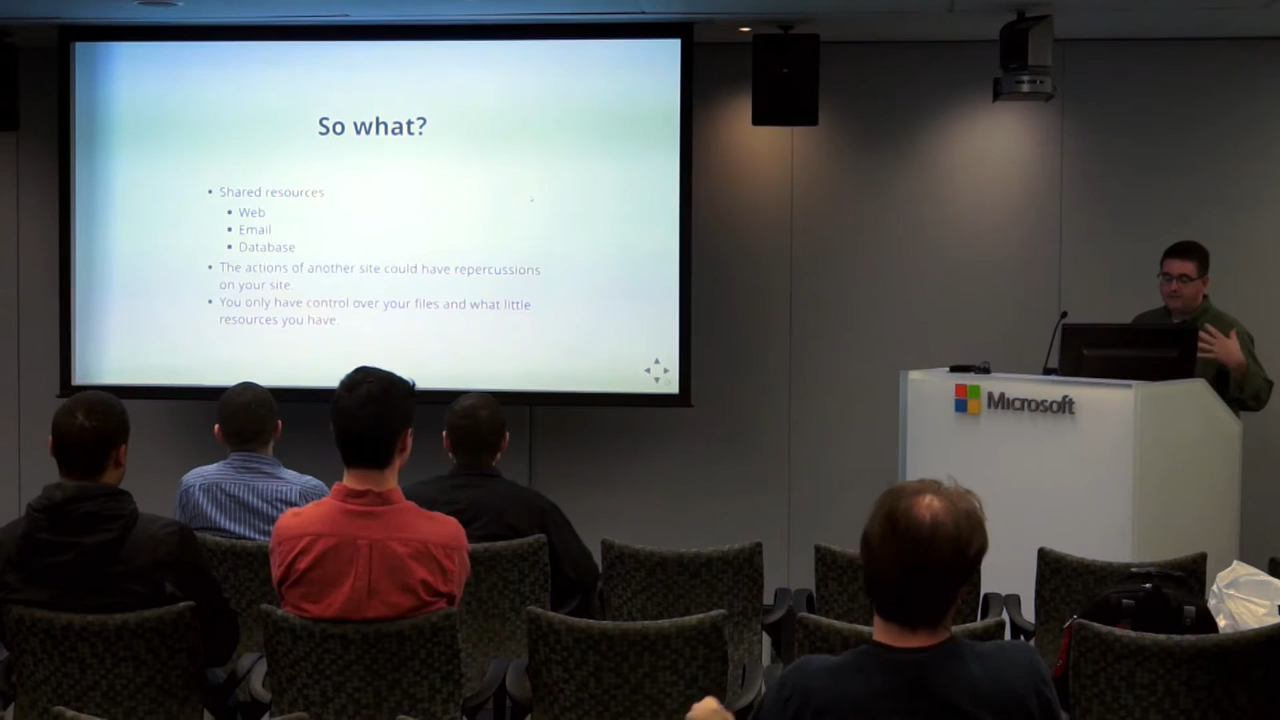 So what?
• Shared resources
▪ Web
▪ Email
▪ Database
• The actions of another site could have repercussions
on your site.
• You only have control over your files and what little
resources you have.
Microsoft